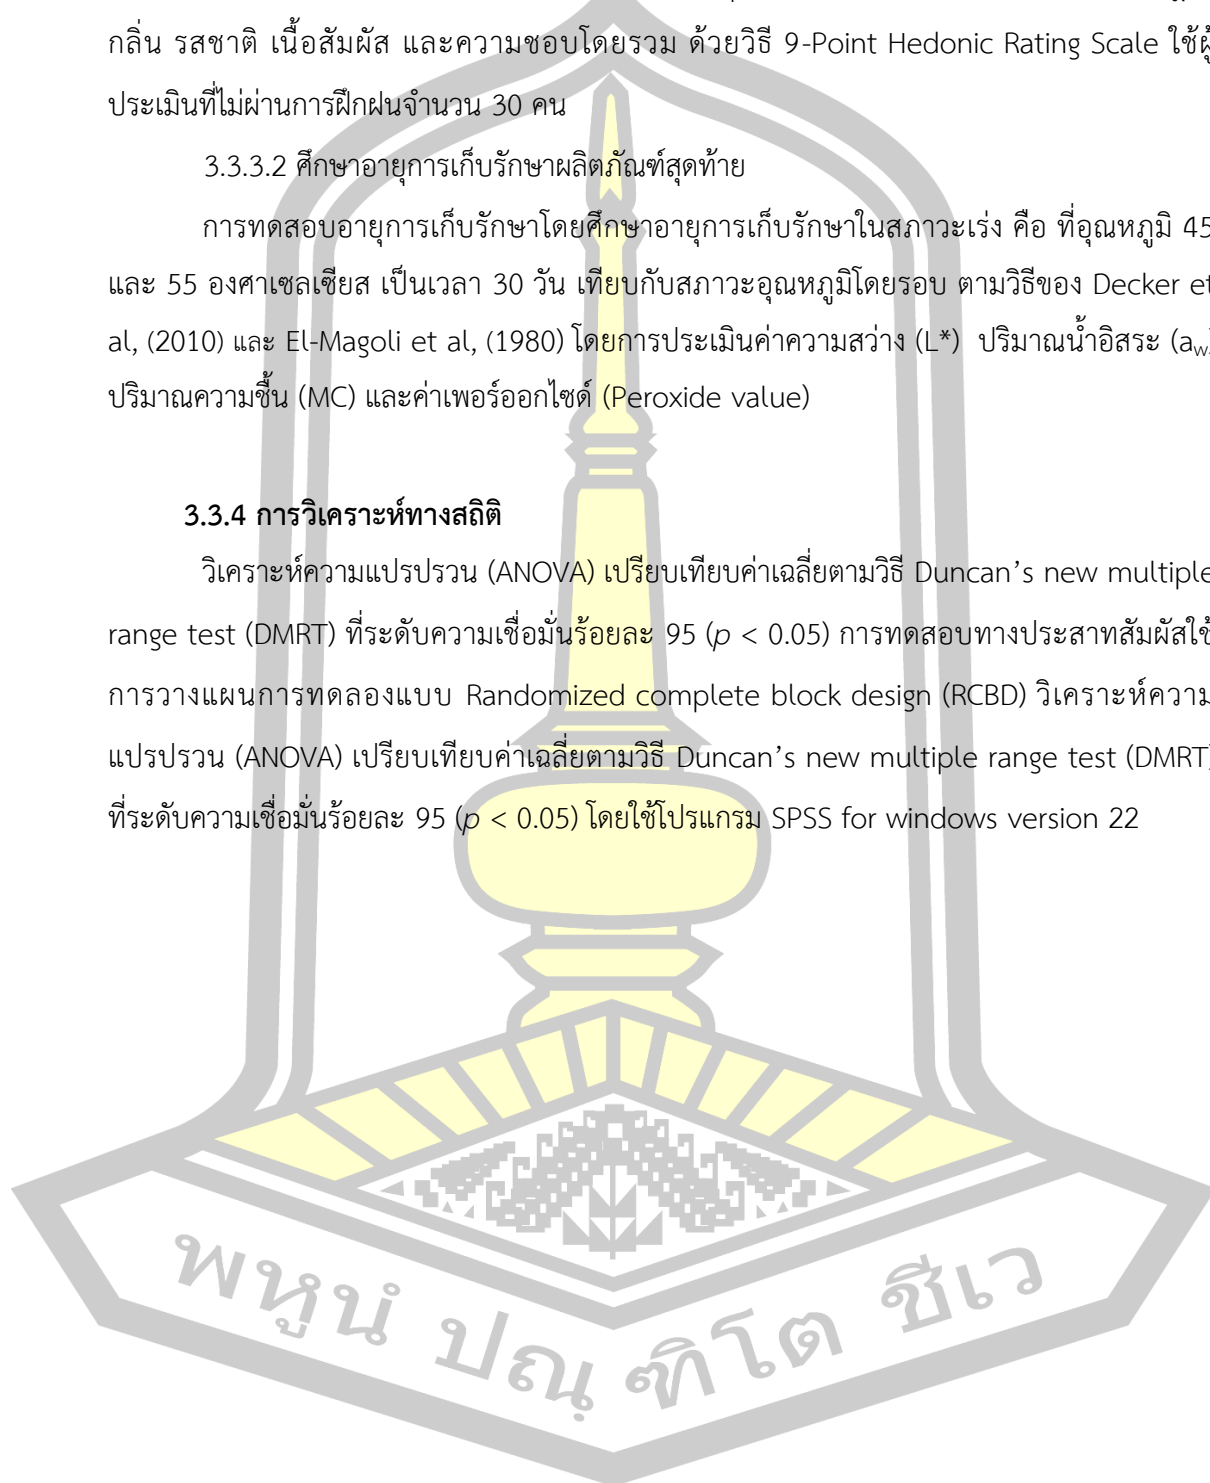 กลิ่น รสชาติ เนื้อสัมผัส และความชอบโดยรวม ด้วยวิธี 9-Point Hedonic Rating Scale ใช้ผู้
ประเมินที่ไม่ผ่านการฝึกฝนจำนวน 30 คน
3.3.3.2 ศึกษาอายุการเก็บรักษาผลิตภัณฑ์สุดท้าย
การทดสอบอายุการเก็บรักษาโดยศึกษาอายุการเก็บรักษาในสภาวะเร่ง คือ ที่อุณหภูมิ 45
และ 55 องศาเซลเซียส เป็นเวลา 30 วัน เทียบกับสภาวะอุณหภูมิโดยรอบ ตามวิธีของ Decker et
al, (2010) และ El-Magoli et al, (1980) โดยการประเมินค่าความสว่าง (L*) ปริมาณน้ำอิสระ (aw)
ปริมาณความชื้น (MC) และค่าเพอร์ออกไซด์ (Peroxide value)
3.3.4 การวิเคราะห์ทางสถิติ
วิเคราะห์ความแปรปรวน (ANOVA) เปรียบเทียบค่าเฉลี่ยตามวิธี Duncan’s new multiple
range test (DMRT) ที่ระดับความเชื่อมั่นร้อยละ 95 (p < 0.05) การทดสอบทางประสาทสัมผัสใช้
การวางแผนการทดลองแบบ Randomized complete block design (RCBD) วิเคราะห์ความ
แปรปรวน (ANOVA) เปรียบเทียบค่าเฉลี่ยตามวิธี Duncan’s new multiple range test (DMRT)
ที่ระดับความเชื่อมั่นร้อยละ 95 (p < 0.05) โดยใช้โปรแกรม SPSS for windows version 22
พหูนํ ปณฺ ฑิโต ชีเว